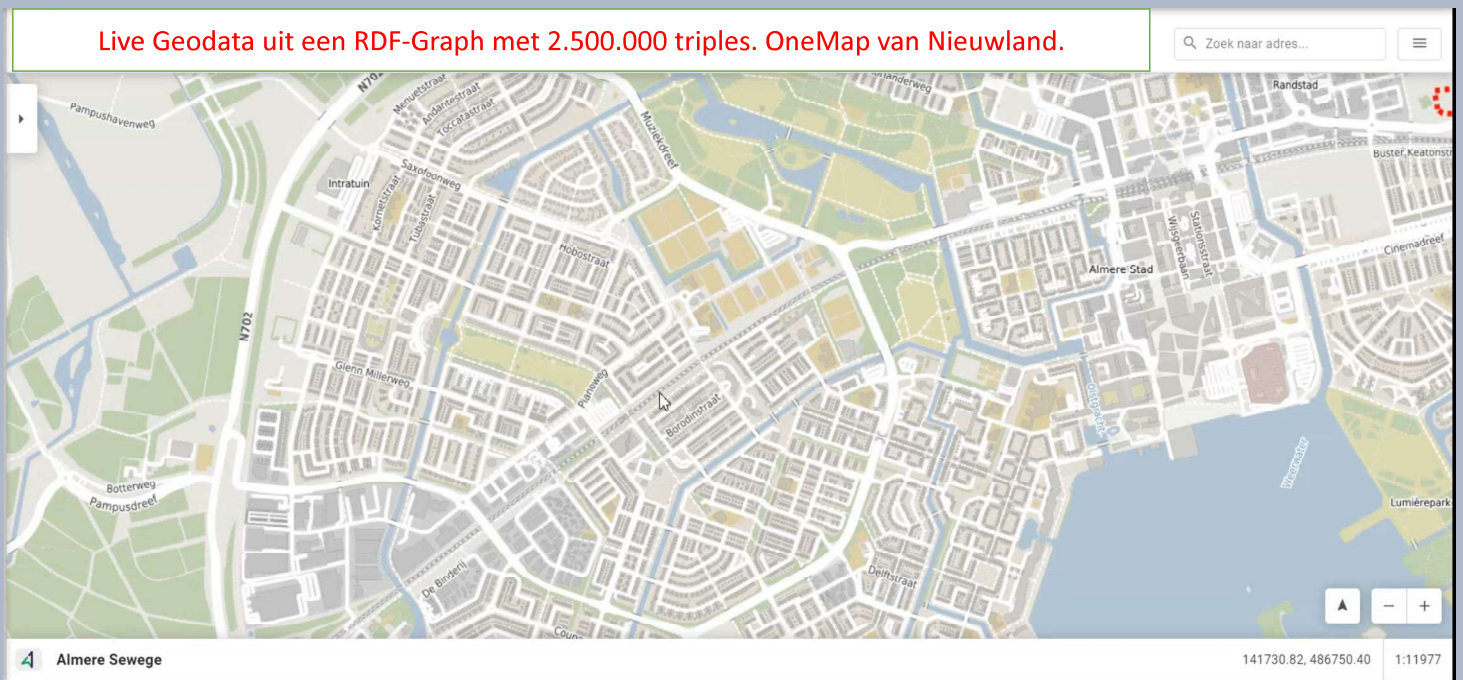 Live Geodata uit een RDF-Graph met 2.500.000 triples. OneMap van Nieuwland.
Zoek naar adres...
N702
Menuetstraat
Andantestraat
Toccatastraat
Pampushavenweg
Muziekdreef
Randstad
Buster Keatonstr
Saxofoonweg
Intratuin
Kornetstraat
Tubastraat
Hobostraat
Wijsgeerbaan
Stationsstraat
Cinemadreef
Almere Stad
N702
Glenn Millerweg
Pianoweg
Borodinstraat
Weerwater
Botterweg
Pampusdreef
Lumièrepark
De Binderij
Delftstraat
Almere Sewege
141730.82, 486750.40
1:11977